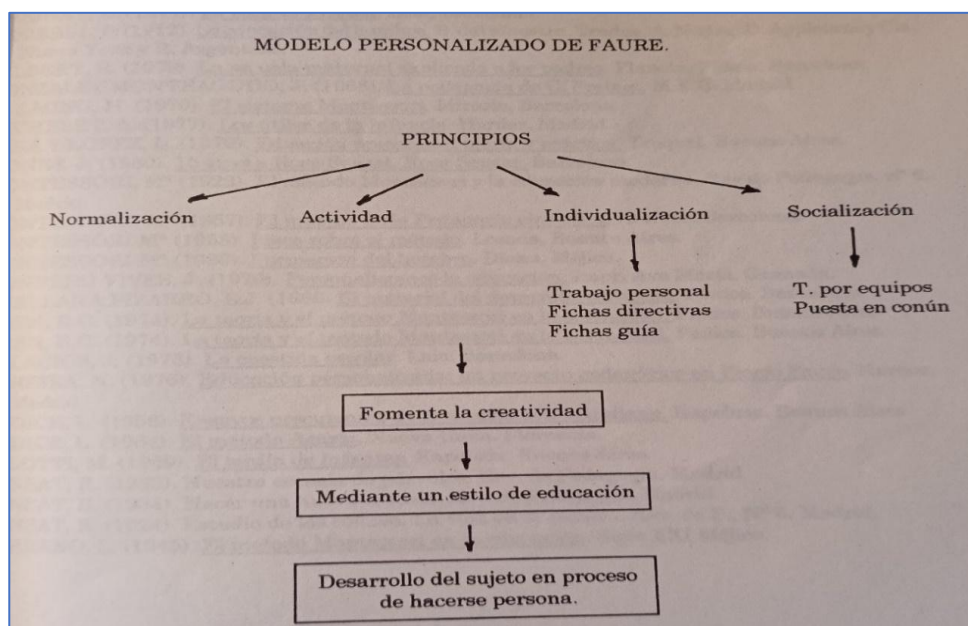 MODELO PERSONALIZADO DE FAURE.
PRINCIPIOS
Normalización
Actividad
Individualización
Socialización
Trabajo personal
Fichas directivas
Fichas guía
T. por equipos
Puesta en conún
Fomenta la creatividad
Mediante un estilo de educación
Desarrollo del sujeto en proceso
de hacerse persona.